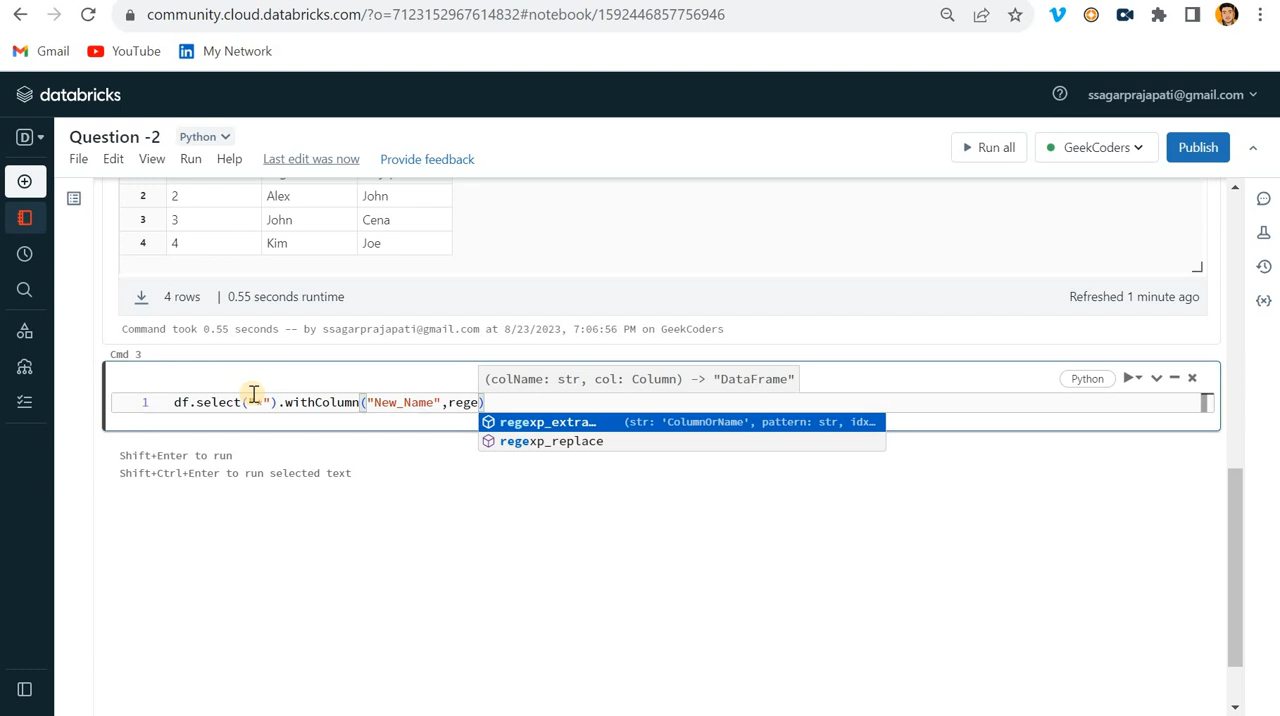 community.cloud.databricks.com/?o=7123152967614832#notebook/1592446857756946
Gmail YouTube My Network
databricks
ssagarprajapati@gmail.com
D
Question -2 Python
Run all GeekCoders Publish
File Edit View Run Help Last edit was now Provide feedback
2 2 Alex John
3 3 John Cena
4 4 Kim Joe
4 rows | 0.55 seconds runtime
Refreshed 1 minute ago
Command took 0.55 seconds -- by ssagarprajapati@gmail.com at 8/23/2023, 7:06:56 PM on GeekCoders
Cmd 3
(colName: str, col: Column) -> "DataFrame"
Python
1 df.select("*").withColumn("New_Name",rege)
regexp_extra... (str: 'ColumnOrName', pattern: str, idx...
regexp_replace
Shift+Enter to run
Shift+Ctrl+Enter to run selected text